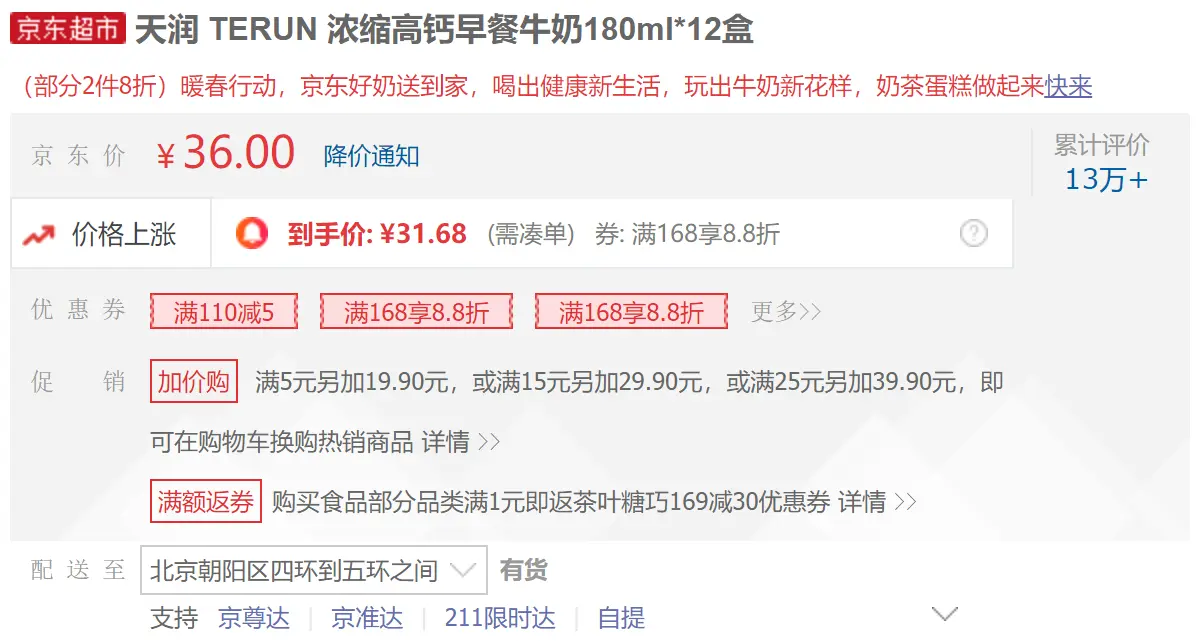 京东超市 天润 TERUN 浓缩高钙早餐牛奶180ml*12盒
（部分2件8折）暖春行动，京东好奶送到家，喝出健康新生活，玩出牛奶新花样，奶茶蛋糕做起来快来
京东价 ￥36.00 降价通知 累计评价
13万+
价格上涨 到手价: ¥31.68 (需凑单) 券: 满168享8.8折 ?
优惠券 满110减5 满168享8.8折 满168享8.8折 更多>>
促销 加价购 满5元另加19.90元，或满15元另加29.90元，或满25元另加39.90元，即
可在购物车换购热销商品 详情 >>
满额返券 购买食品部分品类满1元即返茶叶糖巧169减30优惠券 详情 >>
配送至 北京朝阳区四环到五环之间 有货
支持 京尊达 | 京准达 | 211限时达 | 自提